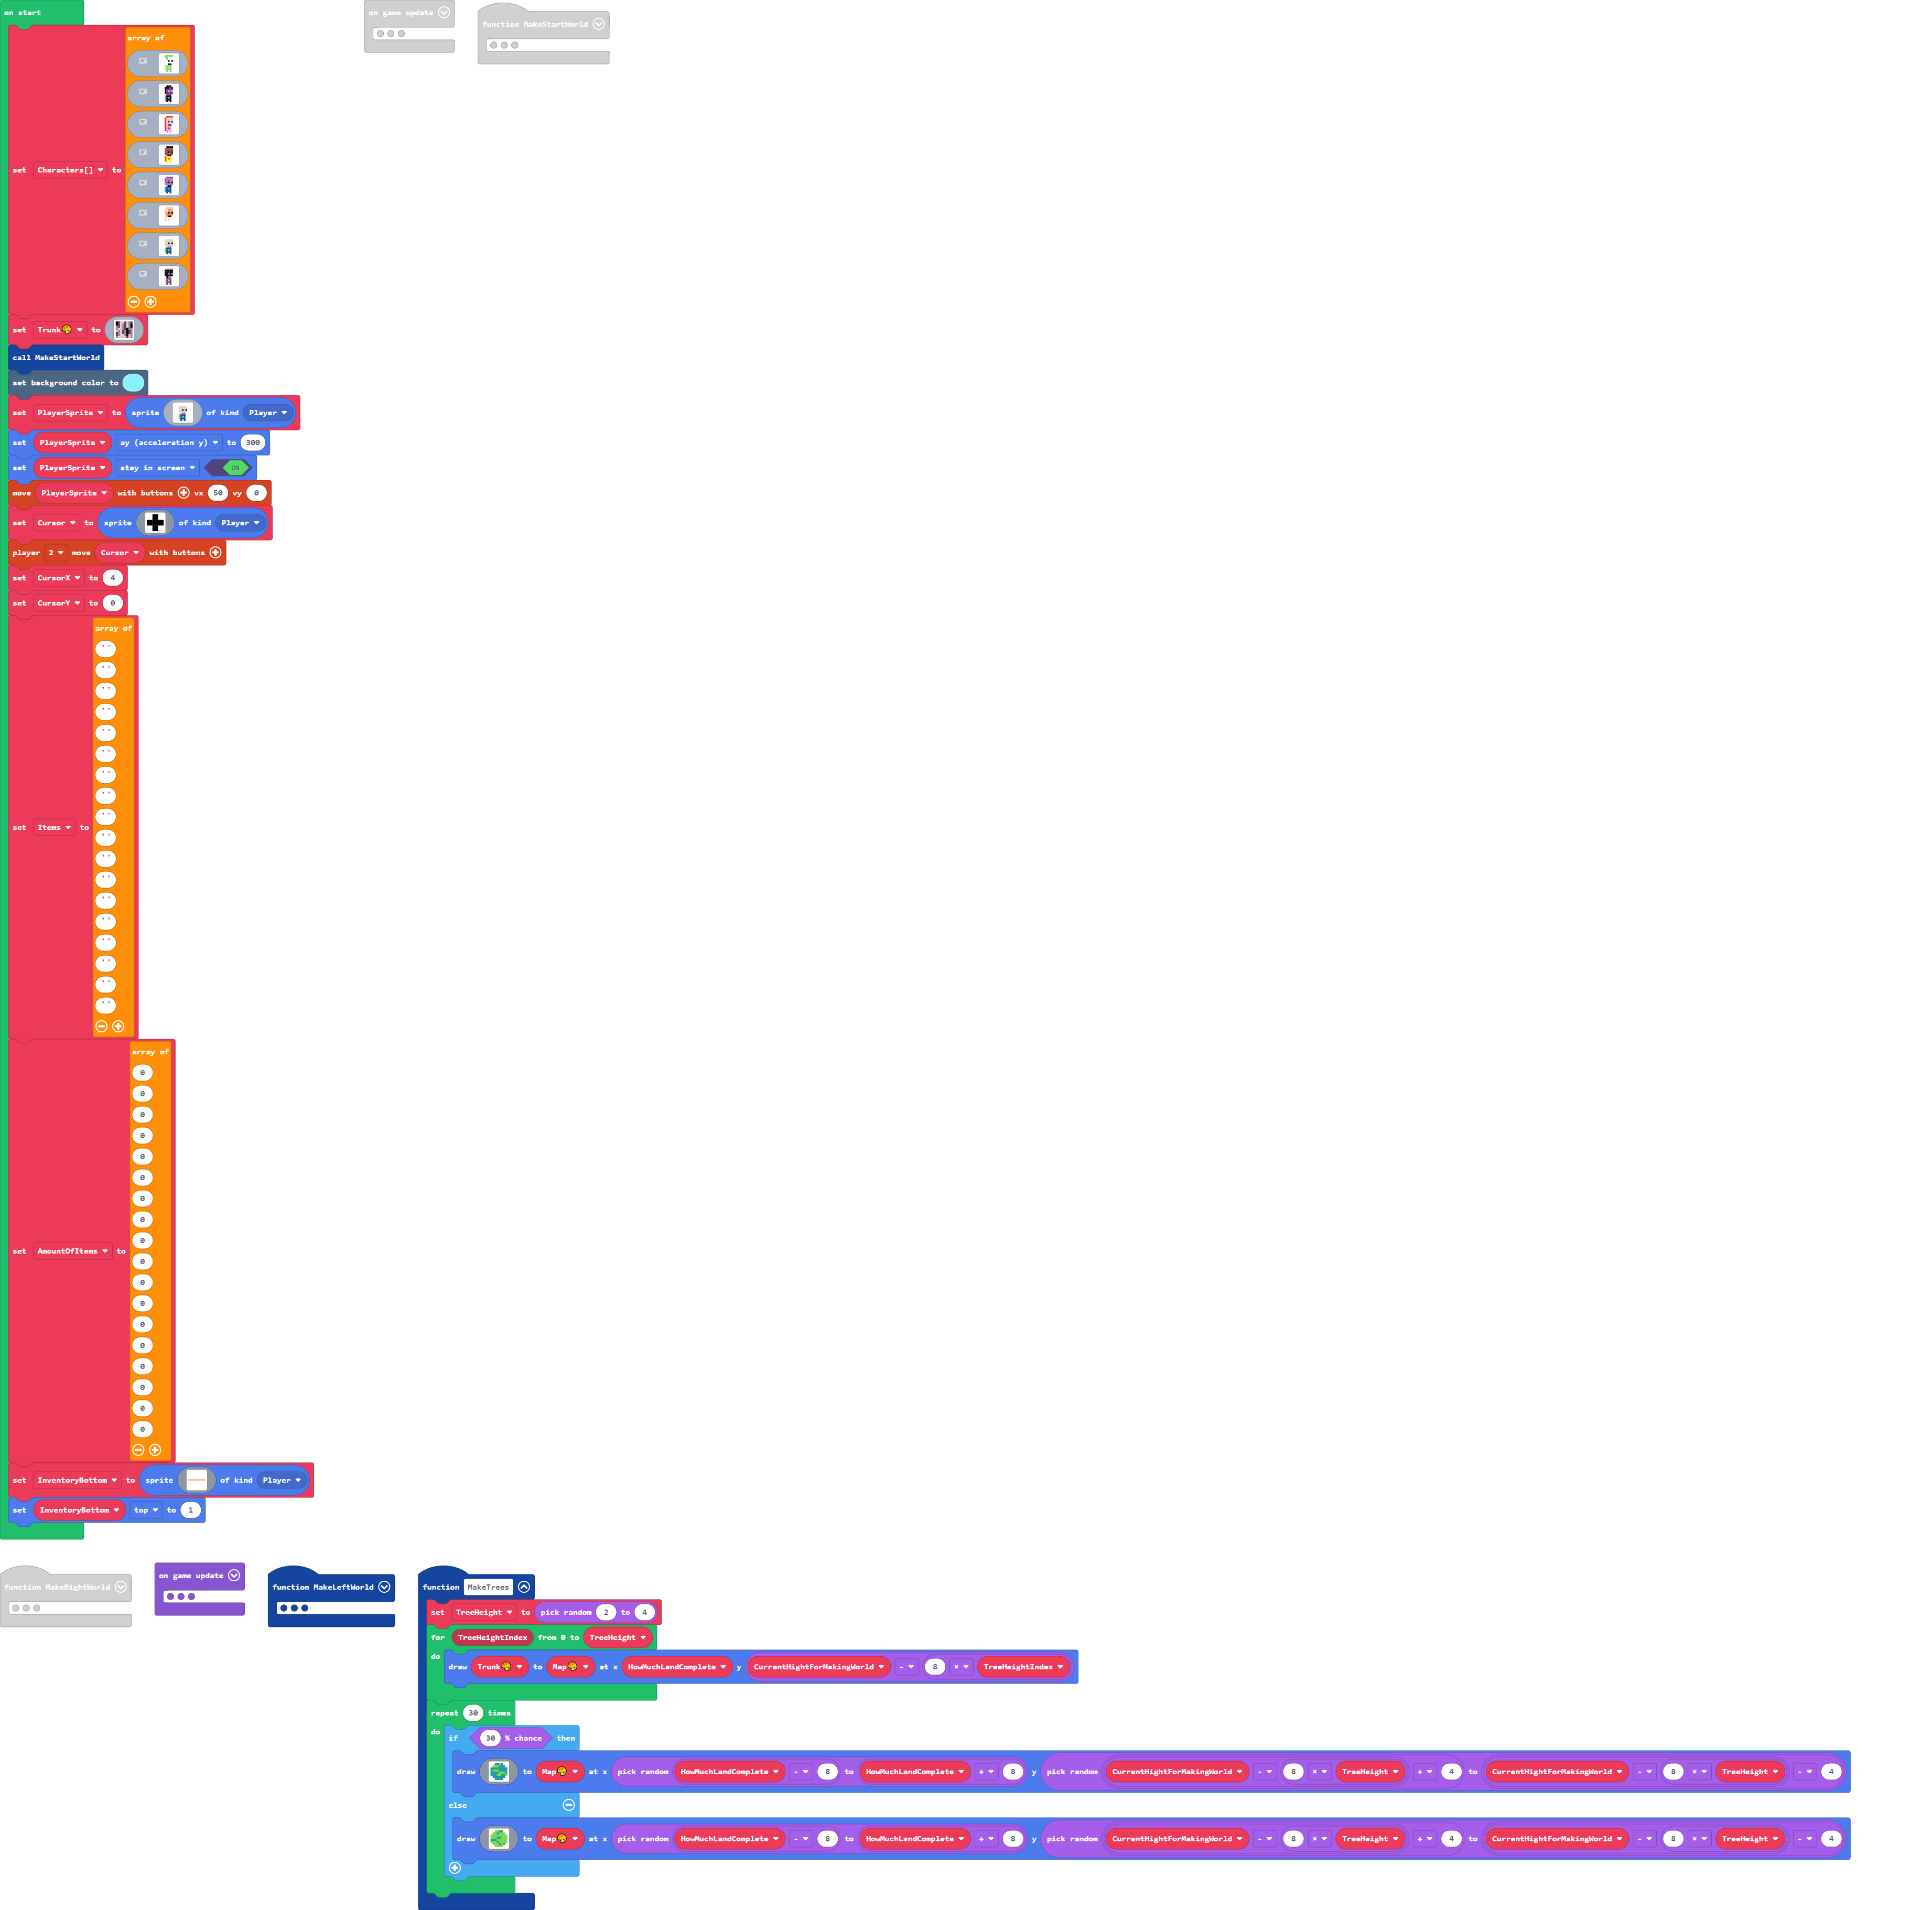 on start
array of
set Characters[] to
set Trunk🎨 to
call MakeStartWorld
set background color to
set PlayerSprite to sprite of kind Player
set PlayerSprite ay (acceleration y) to 300
set PlayerSprite stay in screen ON
move PlayerSprite with buttons vx 50 vy 0
set Cursor to sprite of kind Player
player 2 move Cursor with buttons
set CursorX to 4
set CursorY to 0
array of
" "
" "
" "
" "
" "
" "
" "
" "
" "
set Items to
" "
" "
" "
" "
" "
" "
" "
" "
" "
array of
0
0
0
0
0
0
0
0
0
set AmountOfItems to
0
0
0
0
0
0
0
0
0
set InventoryBottom to sprite of kind Player
set InventoryBottom top to 1
on game update
function MakeStartWorld
function MakeRightWorld
on game update
function MakeLeftWorld
function MakeTrees
set TreeHeight to pick random 2 to 4
for TreeHeightIndex from 0 to TreeHeight
do
draw Trunk🎨 to Map🎨 at x HowMuchLandComplete y CurrentHightForMakingWorld - 8 × TreeHeightIndex
repeat 30 times
do
if 30 % chance then
draw to Map🎨 at x pick random HowMuchLandComplete - 8 to HowMuchLandComplete + 8 y pick random CurrentHightForMakingWorld - 8 × TreeHeight + 4 to CurrentHightForMakingWorld - 8 × TreeHeight - 4
else
draw to Map🎨 at x pick random HowMuchLandComplete - 8 to HowMuchLandComplete + 8 y pick random CurrentHightForMakingWorld - 8 × TreeHeight + 4 to CurrentHightForMakingWorld - 8 × TreeHeight - 4